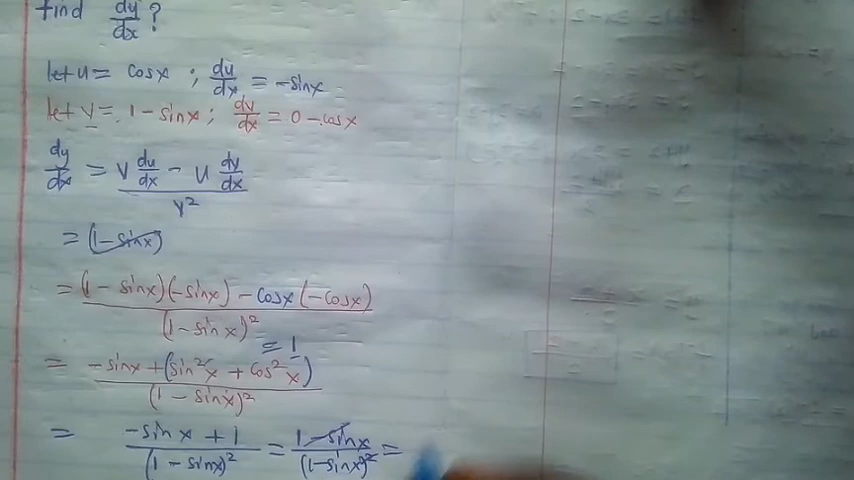 find dy/dx?
let u = cosx ; du/dx = -sinx
let v = 1 - sinx ; dv/dx = 0 - cosx
dy/dx = (v du/dx - u dv/dx) / v²
= (1 - sinx)
= ((1 - sinx)(-sinx) - cosx(-cosx)) / (1 - sinx)²
= 1
= (-sinx + (sin²x + cos²x)) / (1 - sinx)²
= (-sinx + 1) / (1 - sinx)² = (1 - sinx) / (1-sinx)² =